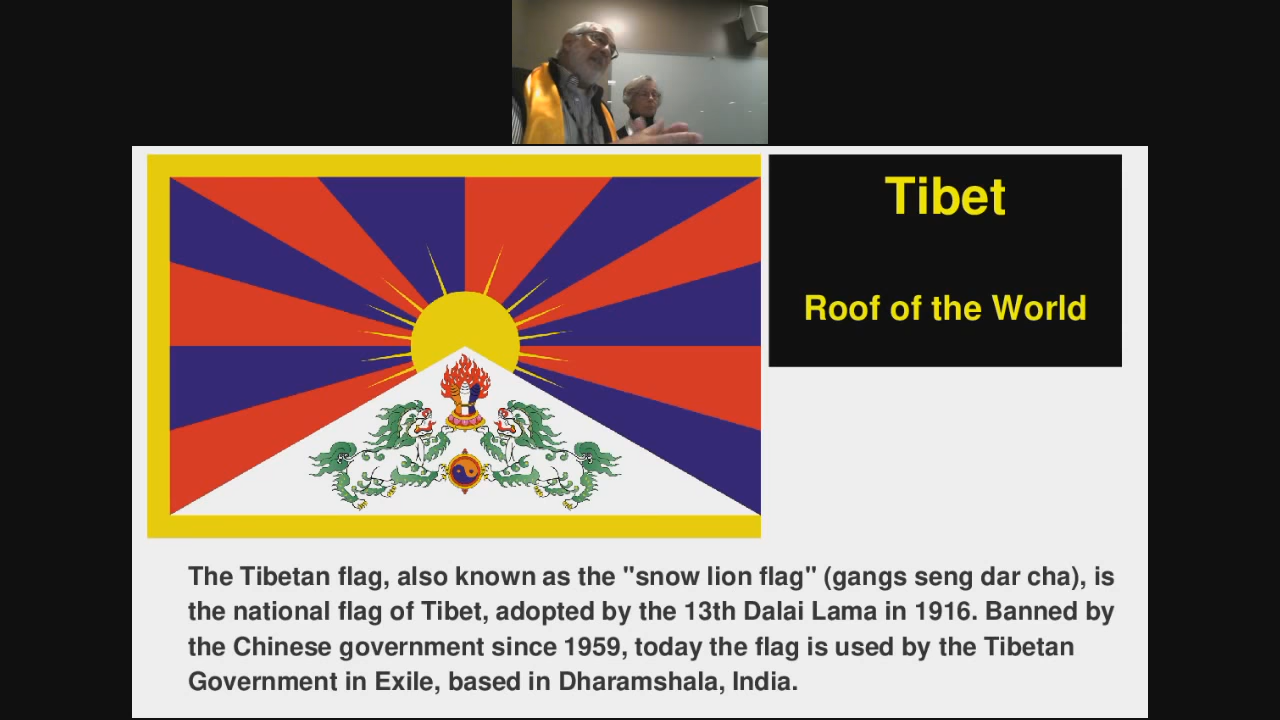 Tibet
Roof of the World
The Tibetan flag, also known as the "snow lion flag" (gangs seng dar cha), is
the national flag of Tibet, adopted by the 13th Dalai Lama in 1916. Banned by
the Chinese government since 1959, today the flag is used by the Tibetan
Government in Exile, based in Dharamshala, India.